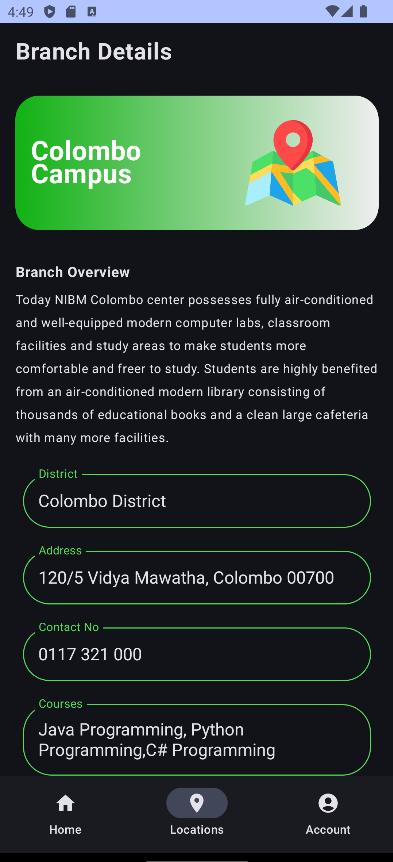 4:49
Branch Details
Colombo
Campus
Branch Overview
Today NIBM Colombo center possesses fully air-conditioned
and well-equipped modern computer labs, classroom
facilities and study areas to make students more
comfortable and freer to study. Students are highly benefited
from an air-conditioned modern library consisting of
thousands of educational books and a clean large cafeteria
with many more facilities.
District
Colombo District
Address
120/5 Vidya Mawatha, Colombo 00700
Contact No
0117 321 000
Courses
Java Programming, Python
Programming,C# Programming
Home
Locations
Account